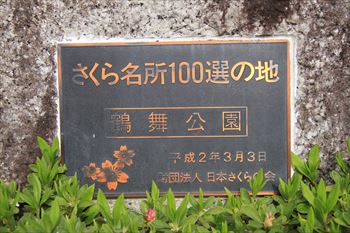 さくら名所100選の地
鶴舞公園
平成2年3月3日
財団法人 日本さくらの会